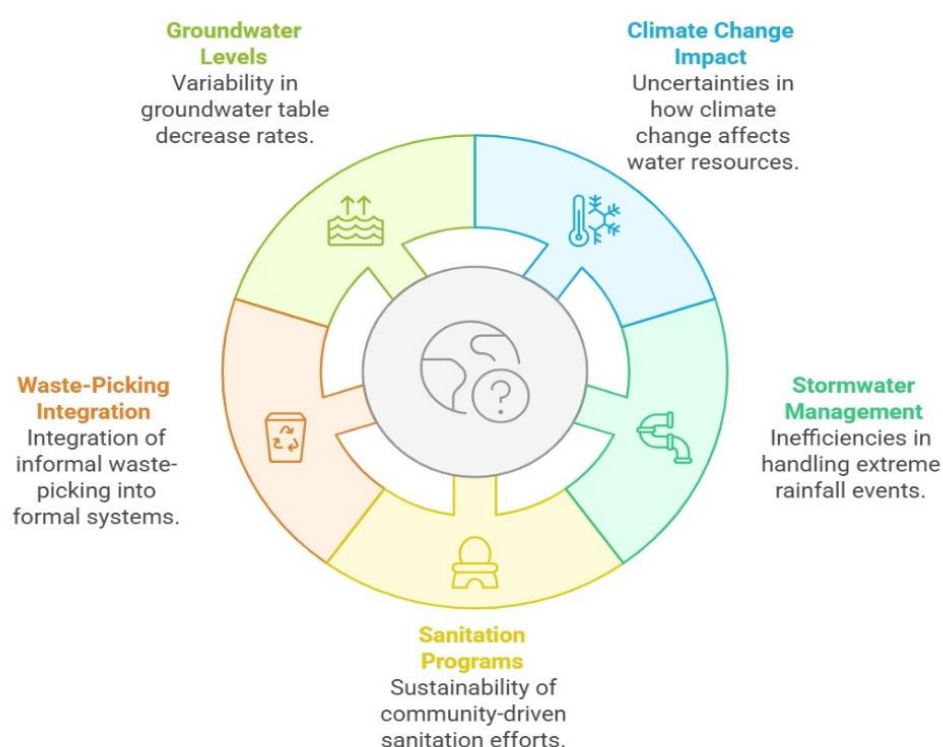 Groundwater
Levels
Variability in
groundwater table
decrease rates.
Climate Change
Impact
Uncertainties in
how climate
change affects
water resources.
Stormwater
Management
Inefficiencies in
handling extreme
rainfall events.
Sanitation
Programs
Sustainability of
community-driven
sanitation efforts.
Waste-Picking
Integration
Integration of
informal waste-
picking into
formal systems.
?